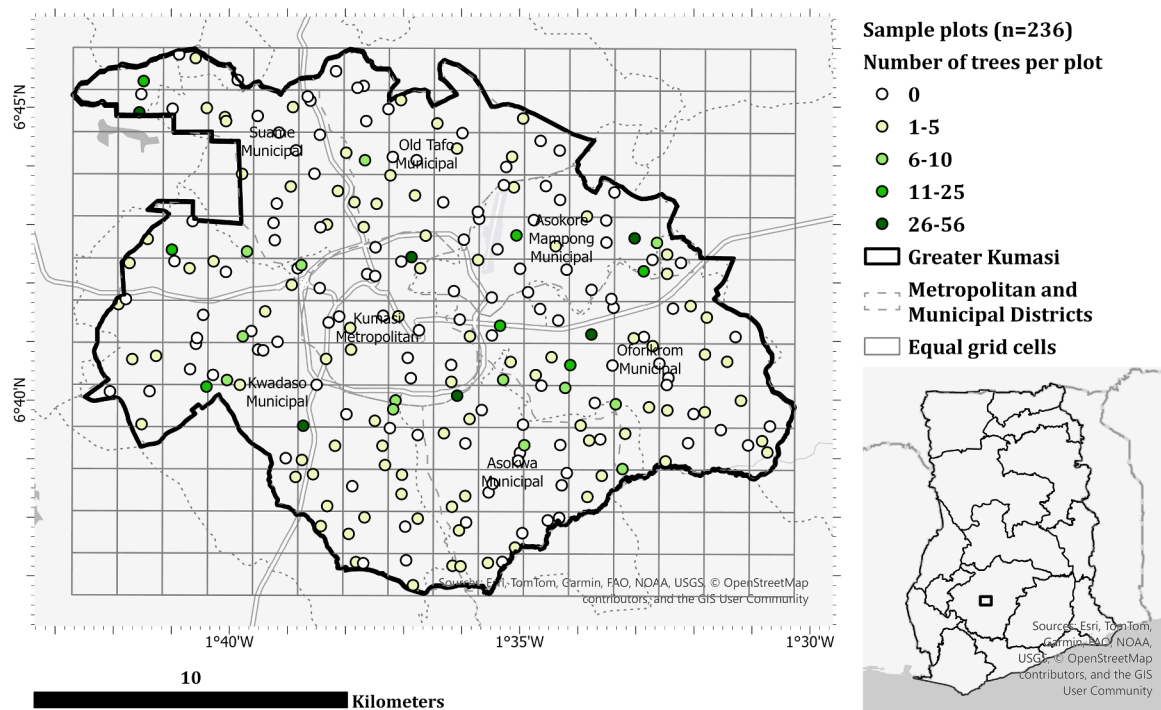 Sample plots (n=236)
Number of trees per plot
0
1-5
6-10
11-25
26-56
Greater Kumasi
Metropolitan and
Municipal Districts
Equal grid cells
6°45'N
6°40'N
Suame
Municipal
Old Tafo
Municipal
Asokore
Mampong
Municipal
Kumasi
Metropolitan
Oforikrom
Municipal
Kwadaso
Municipal
Asokwa
Municipal
Sources: Esri, TomTom, Garmin, FAO, NOAA, USGS, © OpenStreetMap
contributors, and the GIS User Community
1°40'W
1°35'W
1°30'W
10
Kilometers
Sources: Esri, TomTom,
Garmin, FAO, NOAA,
USGS, © OpenStreetMap
contributors, and the GIS
User Community